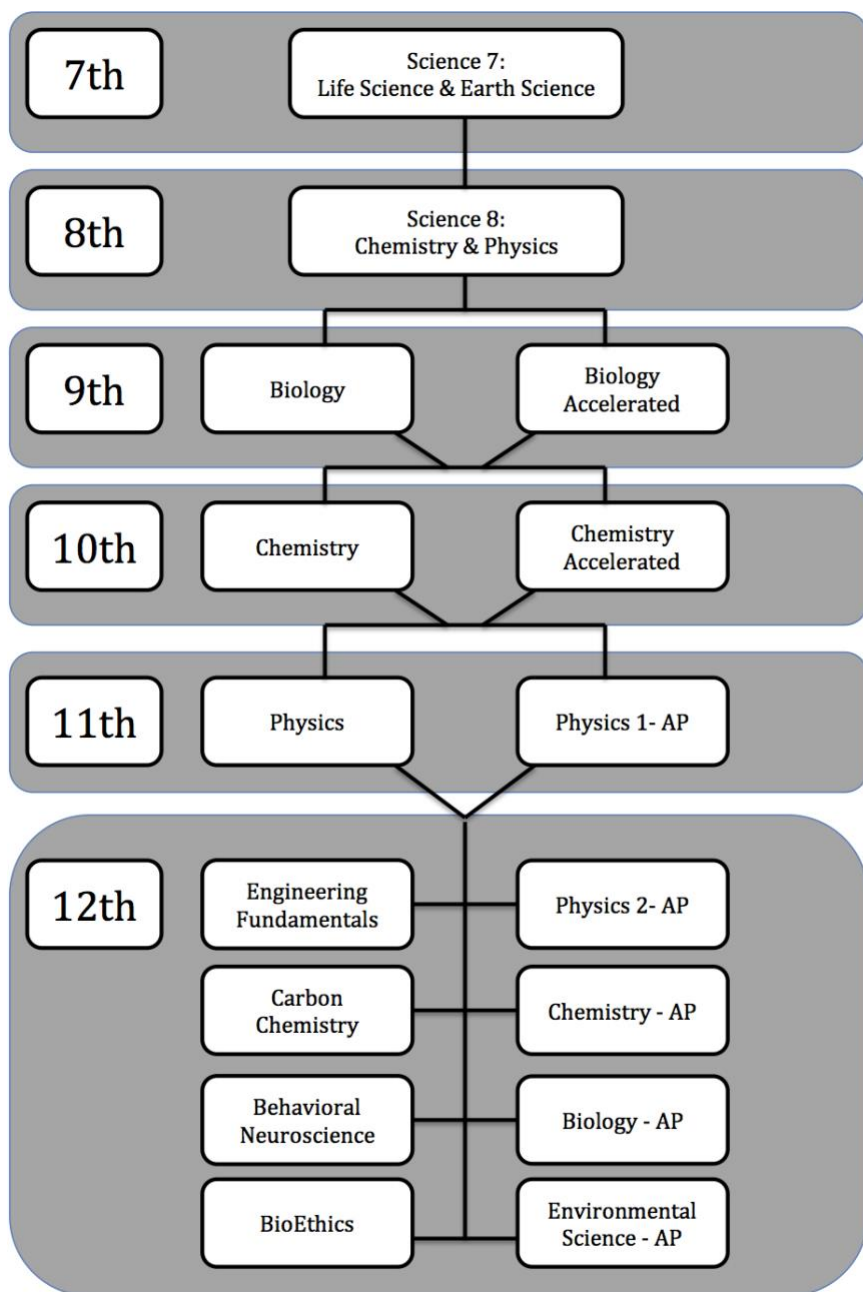 7th
Science 7:
Life Science & Earth Science
8th
Science 8:
Chemistry & Physics
9th
Biology
Biology
Accelerated
10th
Chemistry
Chemistry
Accelerated
11th
Physics
Physics 1- AP
12th
Engineering
Fundamentals
Physics 2- AP
Carbon
Chemistry
Chemistry - AP
Behavioral
Neuroscience
Biology - AP
BioEthics
Environmental
Science - AP